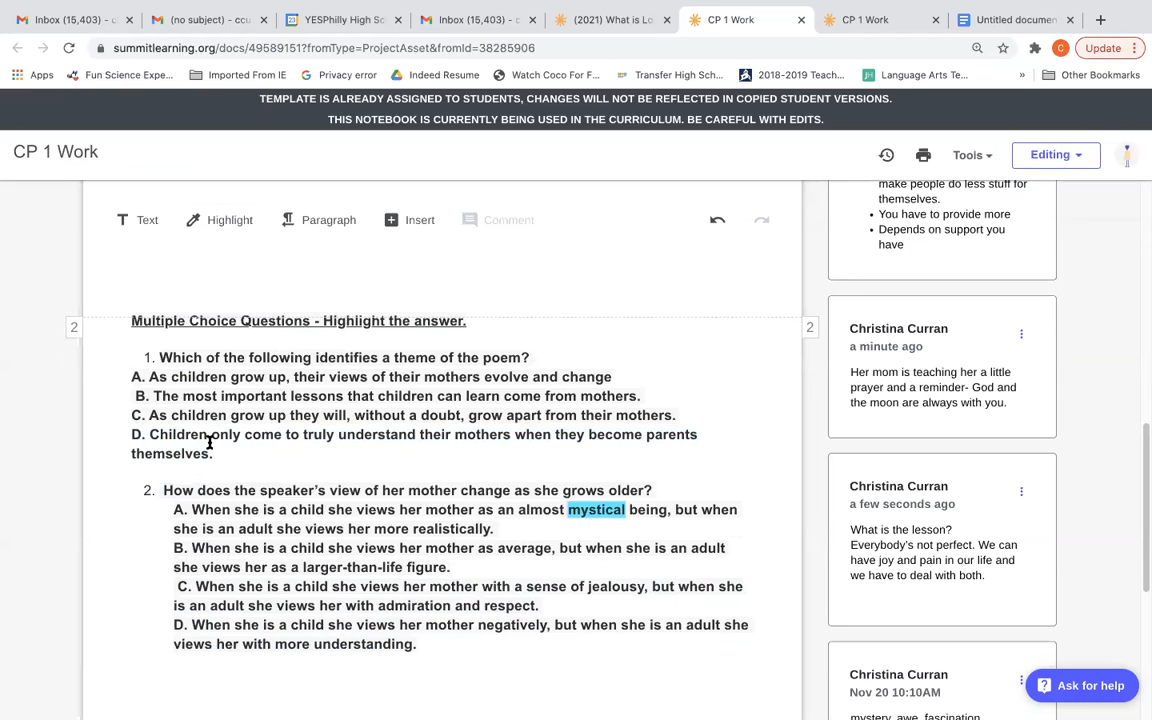 Inbox (15,403) - c
(no subject) - ccu
YESPhilly High Sc
Inbox (15,403) - c
(2021) What is Lo
CP 1 Work
CP 1 Work
Untitled documen
summitlearning.org/docs/49589151?fromType=ProjectAsset&fromId=38285906
C
Update
Apps
Fun Science Expe...
Imported From IE
Privacy error
Indeed Resume
Watch Coco For F...
Transfer High Sc...
2018-2019 Teach...
Language Arts Te...
»
Other Bookmarks
TEMPLATE IS ALREADY ASSIGNED TO STUDENTS, CHANGES WILL NOT BE REFLECTED IN COPIED STUDENT VERSIONS.
THIS NOTEBOOK IS CURRENTLY BEING USED IN THE CURRICULUM. BE CAREFUL WITH EDITS.
CP 1 Work
Tools
Editing
Text
Highlight
Paragraph
Insert
Comment
2
2
Multiple Choice Questions - Highlight the answer.
1. Which of the following identifies a theme of the poem?
A. As children grow up, their views of their mothers evolve and change
B. The most important lessons that children can learn come from mothers.
C. As children grow up they will, without a doubt, grow apart from their mothers.
D. Children only come to truly understand their mothers when they become parents
themselves.
2. How does the speaker's view of her mother change as she grows older?
A. When she is a child she views her mother as an almost mystical being, but when
she is an adult she views her more realistically.
B. When she is a child she views her mother as average, but when she is an adult
she views her as a larger-than-life figure.
C. When she is a child she views her mother with a sense of jealousy, but when she
is an adult she views her with admiration and respect.
D. When she is a child she views her mother negatively, but when she is an adult she
views her with more understanding.
make people do less stuff for
themselves.
• You have to provide more
• Depends on support you
have
Christina Curran
a minute ago
Her mom is teaching her a little
prayer and a reminder- God and
the moon are always with you.
Christina Curran
a few seconds ago
What is the lesson?
Everybody's not perfect. We can
have joy and pain in our life and
we have to deal with both.
Christina Curran
Nov 20 10:10AM
mystery, awe, fascination
Ask for help